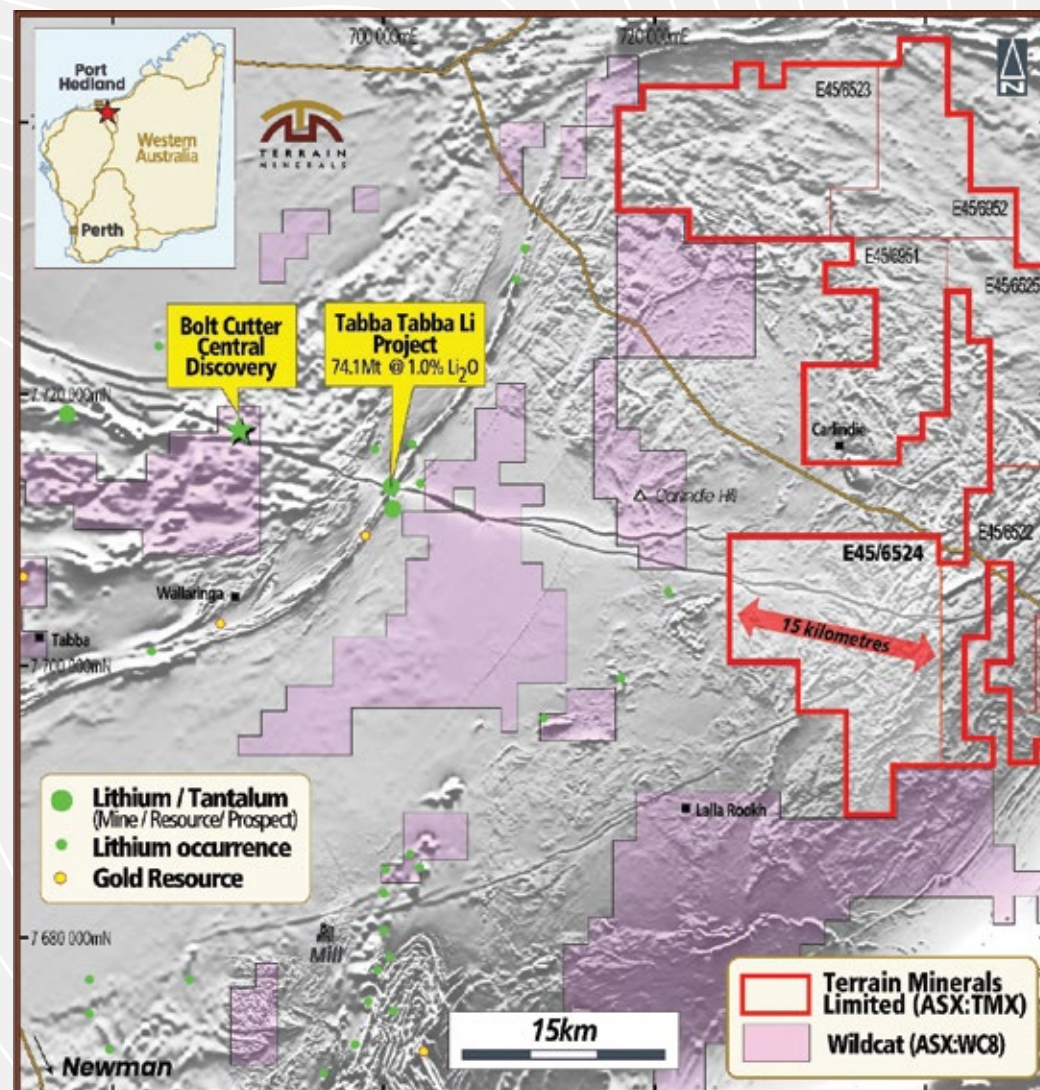 700 000mE
720 000mE
Port
Hedland
Western
Australia
Perth
TERRAIN
MINERALS
N
E45/6523
E45/6952
E45/6951
E45/6525
Bolt Cutter
Central
Discovery
Tabba Tabba Li
Project
74.1Mt @ 1.0% Li₂O
7 720 000mN
Carlindie
Carlindie Hill
E45/6522
E45/6524
Wallaringa
Tabba
15 kilometres
7 700 000mN
Lalla Rookh
Lithium / Tantalum
(Mine / Resource/ Prospect)
Lithium occurrence
Gold Resource
7 680 000mN
Mill
Newman
15km
Terrain Minerals
Limited (ASX:TMX)
Wildcat (ASX:WC8)